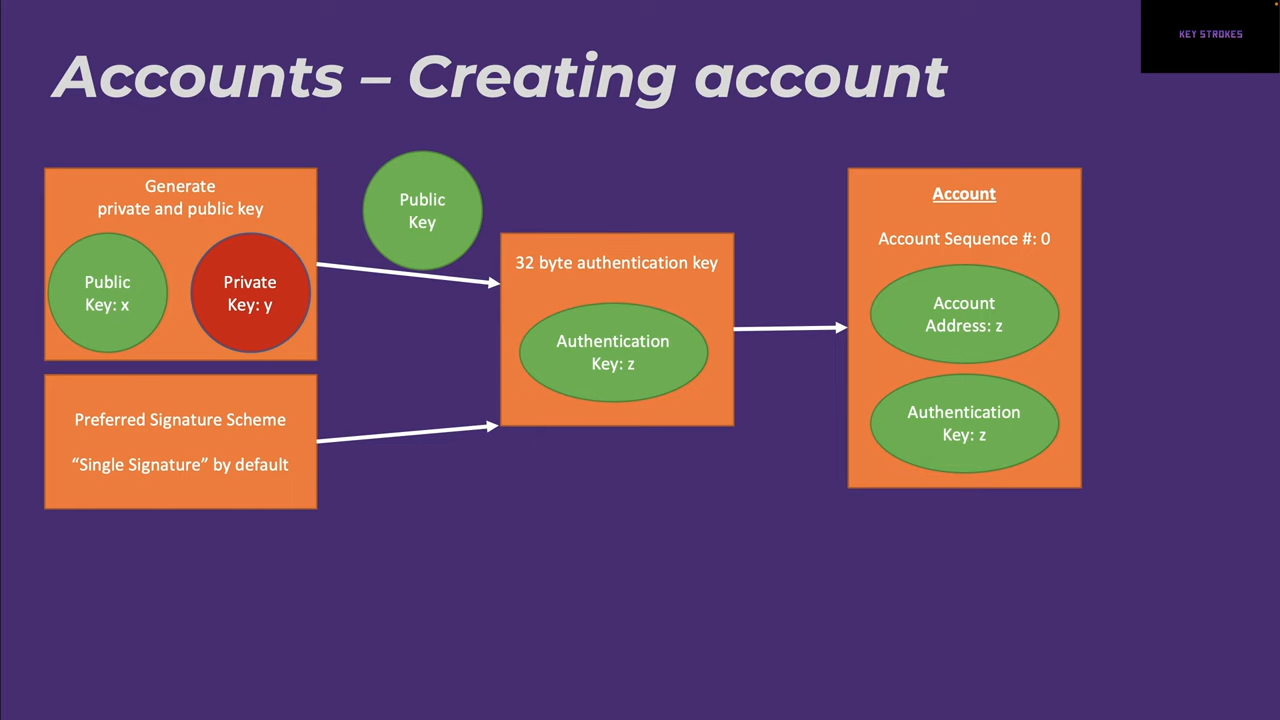 KEY STROKES
Accounts – Creating account
Generate
private and public key
Public
Key: x
Private
Key: y
Preferred Signature Scheme
“Single Signature” by default
Public
Key
32 byte authentication key
Authentication
Key: z
Account
Account Sequence #: 0
Account
Address: z
Authentication
Key: z